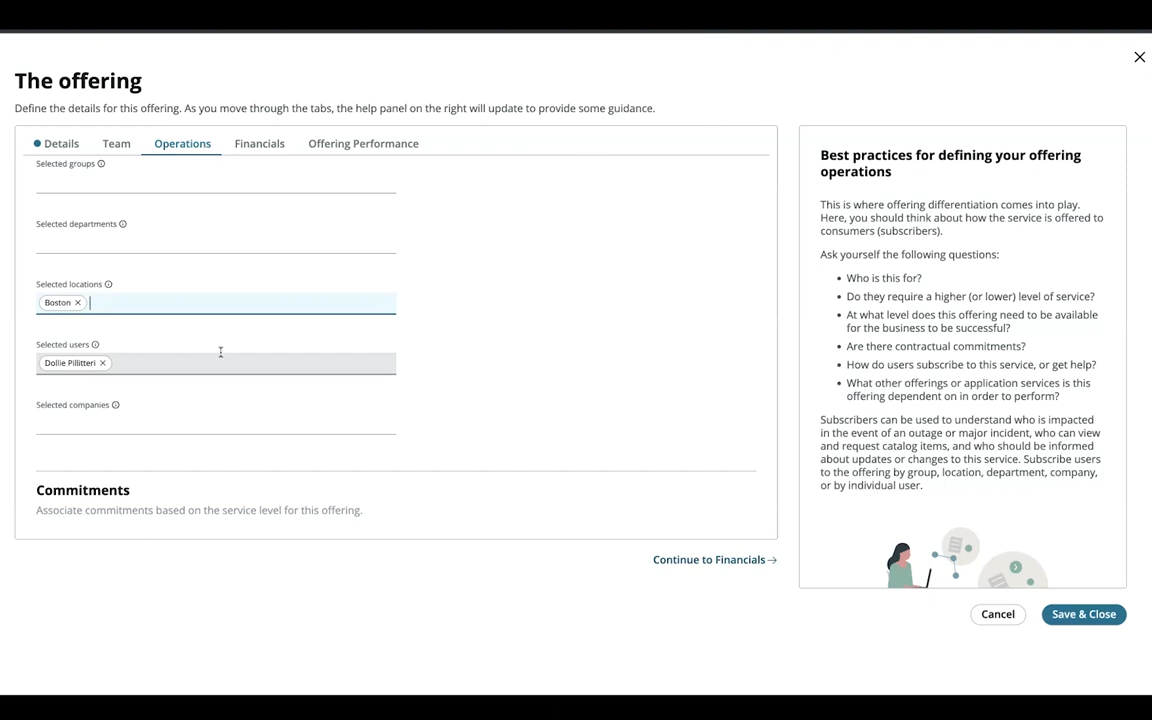 The offering
Define the details for this offering. As you move through the tabs, the help panel on the right will update to provide some guidance.
Details Team Operations Financials Offering Performance
Selected groups
Selected departments
Selected locations
Boston
Selected users
Dollie Pillitteri
Selected companies
Commitments
Associate commitments based on the service level for this offering.
Continue to Financials
Best practices for defining your offering
operations
This is where offering differentiation comes into play.
Here, you should think about how the service is offered to
consumers (subscribers).
Ask yourself the following questions:
• Who is this for?
• Do they require a higher (or lower) level of service?
• At what level does this offering need to be available
for the business to be successful?
• Are there contractual commitments?
• How do users subscribe to this service, or get help?
• What other offerings or application services is this
offering dependent on in order to perform?
Subscribers can be used to understand who is impacted
in the event of an outage or major incident, who can view
and request catalog items, and who should be informed
about updates or changes to this service. Subscribe users
to the offering by group, location, department, company,
or by individual user.
Cancel Save & Close